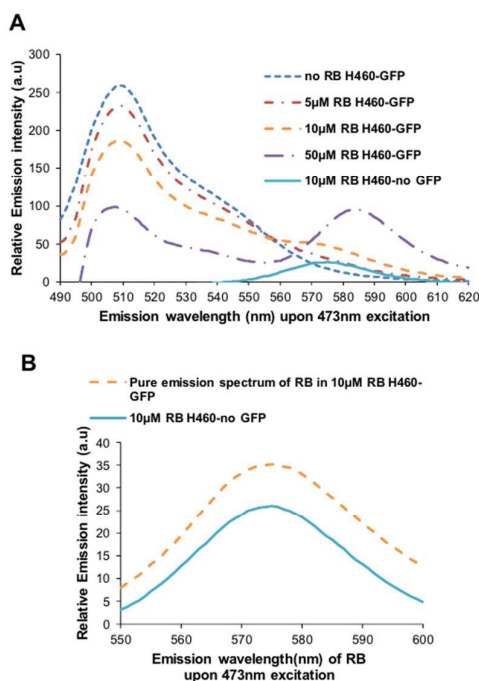 A
300
250
200
150
100
50
0
Relative Emission intensity (a.u)
no RB H460-GFP
5µM RB H460-GFP
10µM RB H460-GFP
50µM RB H460-GFP
10µM RB H460-no GFP
490 500 510 520 530 540 550 560 570 580 590 600 610 620
Emission wavelength (nm) upon 473nm excitation
B
Pure emission spectrum of RB in 10µM RB H460-
GFP
10µM RB H460-no GFP
40
35
30
25
20
15
10
5
0
Relative Emission intensity (a.u)
550 560 570 580 590 600
Emission wavelength(nm) of RB
upon 473nm excitation